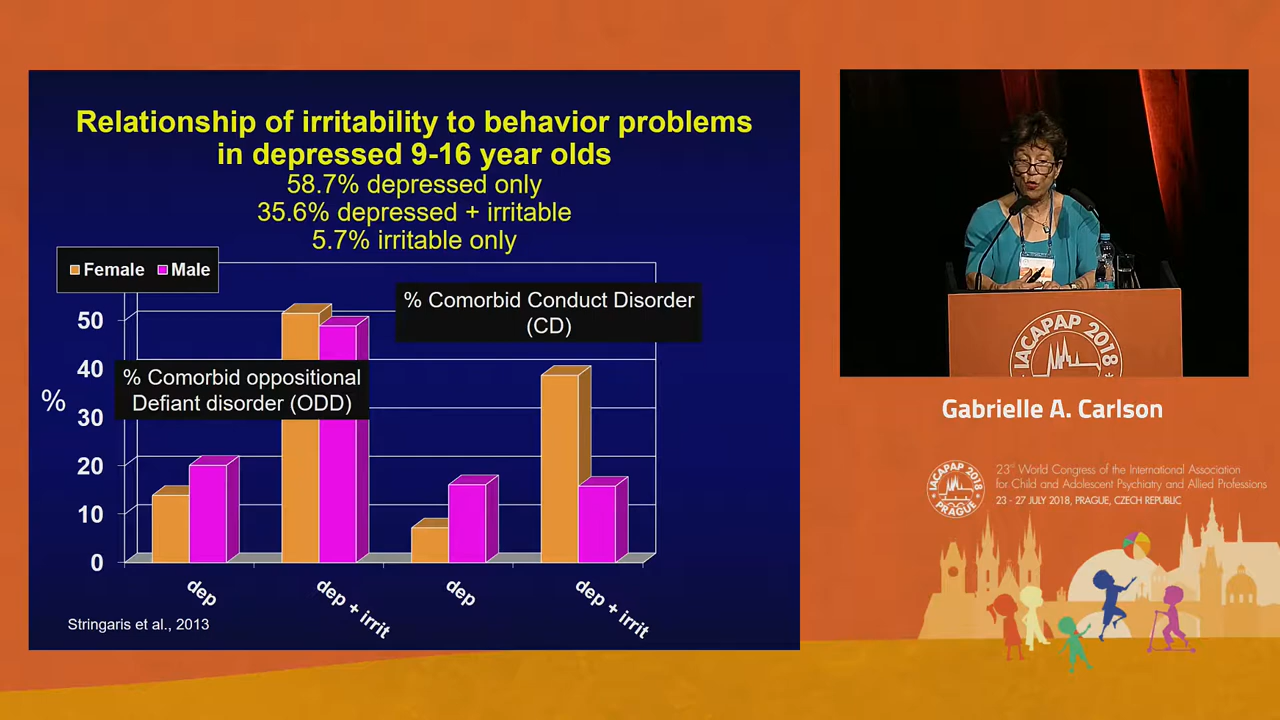 Relationship of irritability to behavior problems
in depressed 9-16 year olds
58.7% depressed only
35.6% depressed + irritable
5.7% irritable only
Female Male
% Comorbid Conduct Disorder
(CD)
% Comorbid oppositional
Defiant disorder (ODD)
%
50
40
30
20
10
0
dep
dep + irrit
dep
dep + irrit
Stringaris et al., 2013
IACAPAP 2018
Gabrielle A. Carlson
IACAPAP 2018
PRAGUE
23rd World Congress of the International Association
for Child and Adolescent Psychiatry and Allied Professions
23 - 27 JULY 2018, PRAGUE, CZECH REPUBLIC